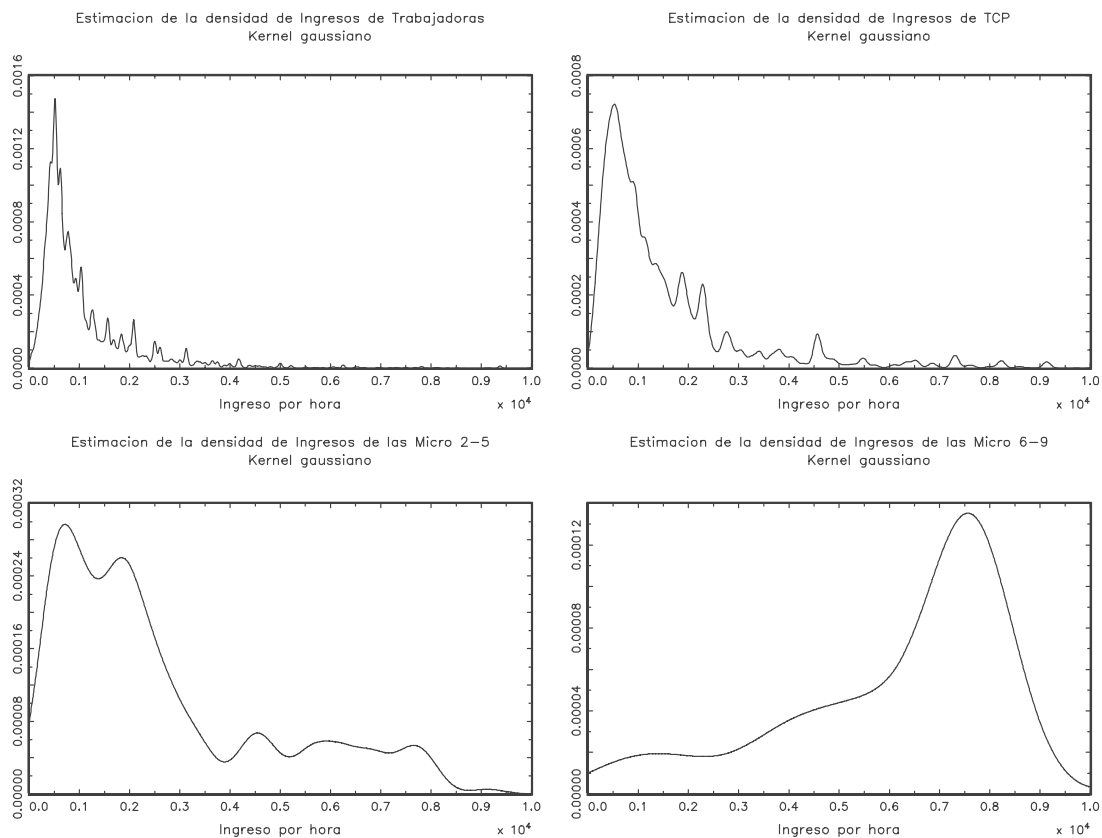 Estimacion de la densidad de Ingresos de Trabajadoras
Kernel gaussiano
0.0016
0.0012
0.0008
0.0004
0.0000
0.0 0.1 0.2 0.3 0.4 0.5 0.6 0.7 0.8 0.9 1.0
Ingreso por hora
x 10⁴
Estimacion de la densidad de Ingresos de TCP
Kernel gaussiano
0.0008
0.0006
0.0004
0.0002
0.0000
0.0 0.1 0.2 0.3 0.4 0.5 0.6 0.7 0.8 0.9 1.0
Ingreso por hora
x 10⁴
Estimacion de la densidad de Ingresos de las Micro 2-5
Kernel gaussiano
0.00032
0.00024
0.00016
0.00008
0.00000
0.0 0.1 0.2 0.3 0.4 0.5 0.6 0.7 0.8 0.9 1.0
Ingreso por hora
x 10⁴
Estimacion de la densidad de Ingresos de las Micro 6-9
Kernel gaussiano
0.00012
0.00008
0.00004
0.00000
0.0 0.1 0.2 0.3 0.4 0.5 0.6 0.7 0.8 0.9 1.0
Ingreso por hora
x 10⁴